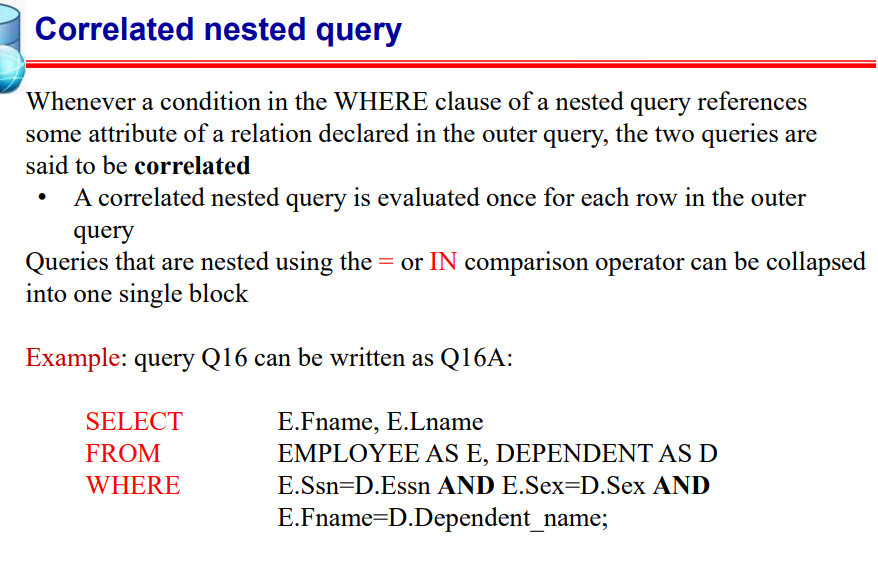 Correlated nested query
Whenever a condition in the WHERE clause of a nested query references
some attribute of a relation declared in the outer query, the two queries are
said to be correlated
• A correlated nested query is evaluated once for each row in the outer
query
Queries that are nested using the = or IN comparison operator can be collapsed
into one single block
Example: query Q16 can be written as Q16A:
SELECT E.Fname, E.Lname
FROM EMPLOYEE AS E, DEPENDENT AS D
WHERE E.Ssn=D.Essn AND E.Sex=D.Sex AND
E.Fname=D.Dependent_name;